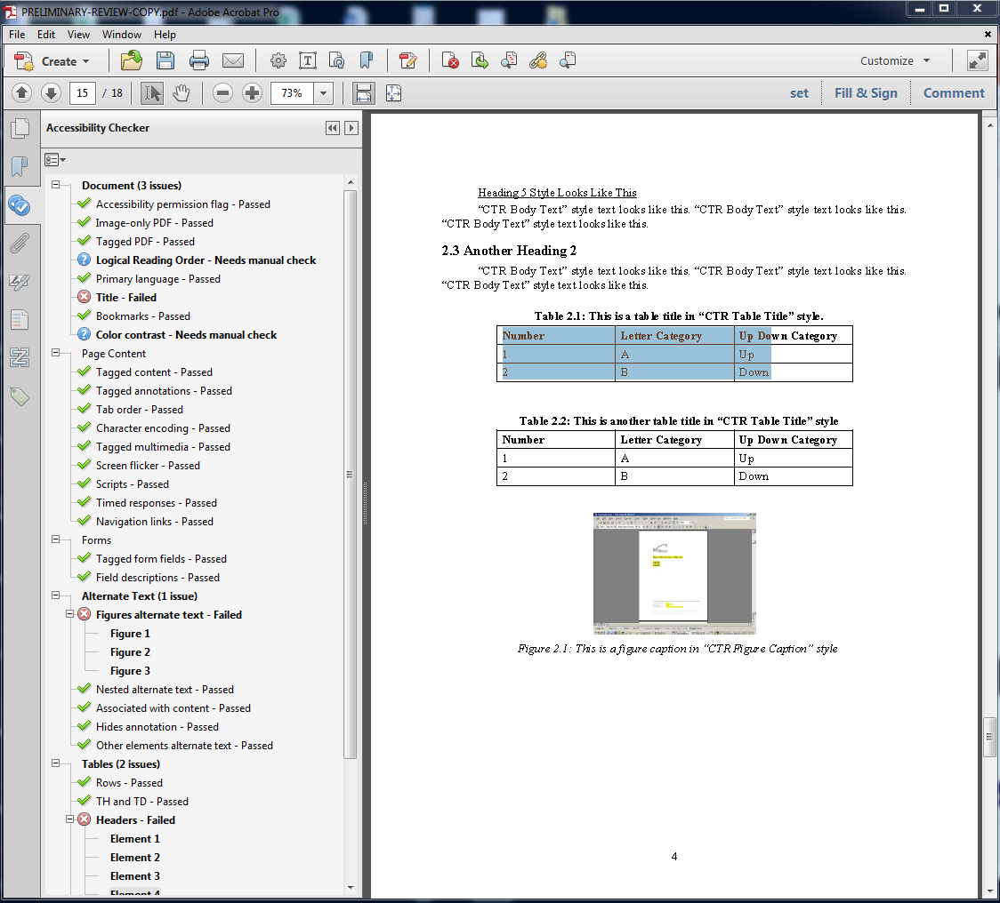 PRELIMINARY-REVIEW-COPY.pdf - Adobe Acrobat Pro
File Edit View Window Help
Create
Customize
15 / 18
73%
set
Fill & Sign
Comment
Accessibility Checker
Document (3 issues)
Accessibility permission flag - Passed
Image-only PDF - Passed
Tagged PDF - Passed
Logical Reading Order - Needs manual check
Primary language - Passed
Title - Failed
Bookmarks - Passed
Color contrast - Needs manual check
Page Content
Tagged content - Passed
Tagged annotations - Passed
Tab order - Passed
Character encoding - Passed
Tagged multimedia - Passed
Screen flicker - Passed
Scripts - Passed
Timed responses - Passed
Navigation links - Passed
Forms
Tagged form fields - Passed
Field descriptions - Passed
Alternate Text (1 issue)
Figures alternate text - Failed
Figure 1
Figure 2
Figure 3
Nested alternate text - Passed
Associated with content - Passed
Hides annotation - Passed
Other elements alternate text - Passed
Tables (2 issues)
Rows - Passed
TH and TD - Passed
Headers - Failed
Element 1
Element 2
Element 3
Element 4
Heading 5 Style Looks Like This
“CTR Body Text” style text looks like this. “CTR Body Text” style text looks like this.
“CTR Body Text” style text looks like this.
2.3 Another Heading 2
“CTR Body Text” style text looks like this. “CTR Body Text” style text looks like this.
“CTR Body Text” style text looks like this.
Table 2.1: This is a table title in “CTR Table Title” style.
Number Letter Category Up Down Category
1 A Up
2 B Down
Table 2.2: This is another table title in “CTR Table Title” style
Number Letter Category Up Down Category
1 A Up
2 B Down
Figure 2.1: This is a figure caption in “CTR Figure Caption” style
4